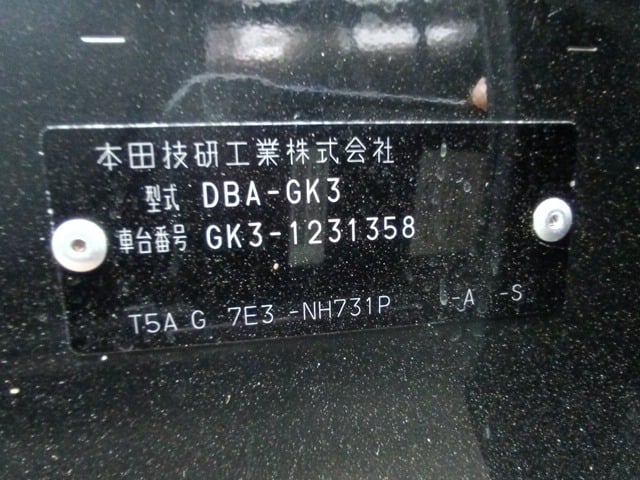 本田技研工業株式会社
型式 DBA-GK3
車台番号 GK3-1231358
T5A G 7E3 -NH731P -A -S